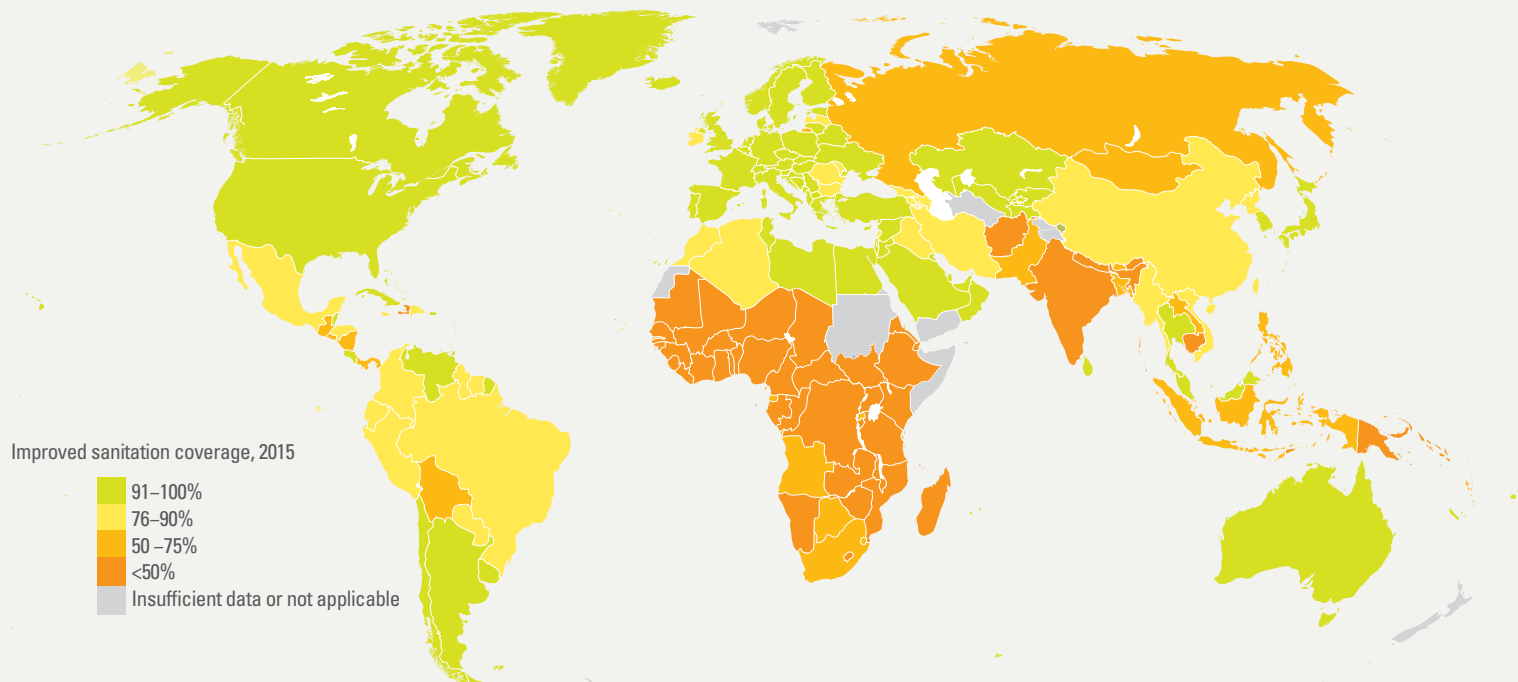 Improved sanitation coverage, 2015
91–100%
76–90%
50 –75%
<50%
Insufficient data or not applicable